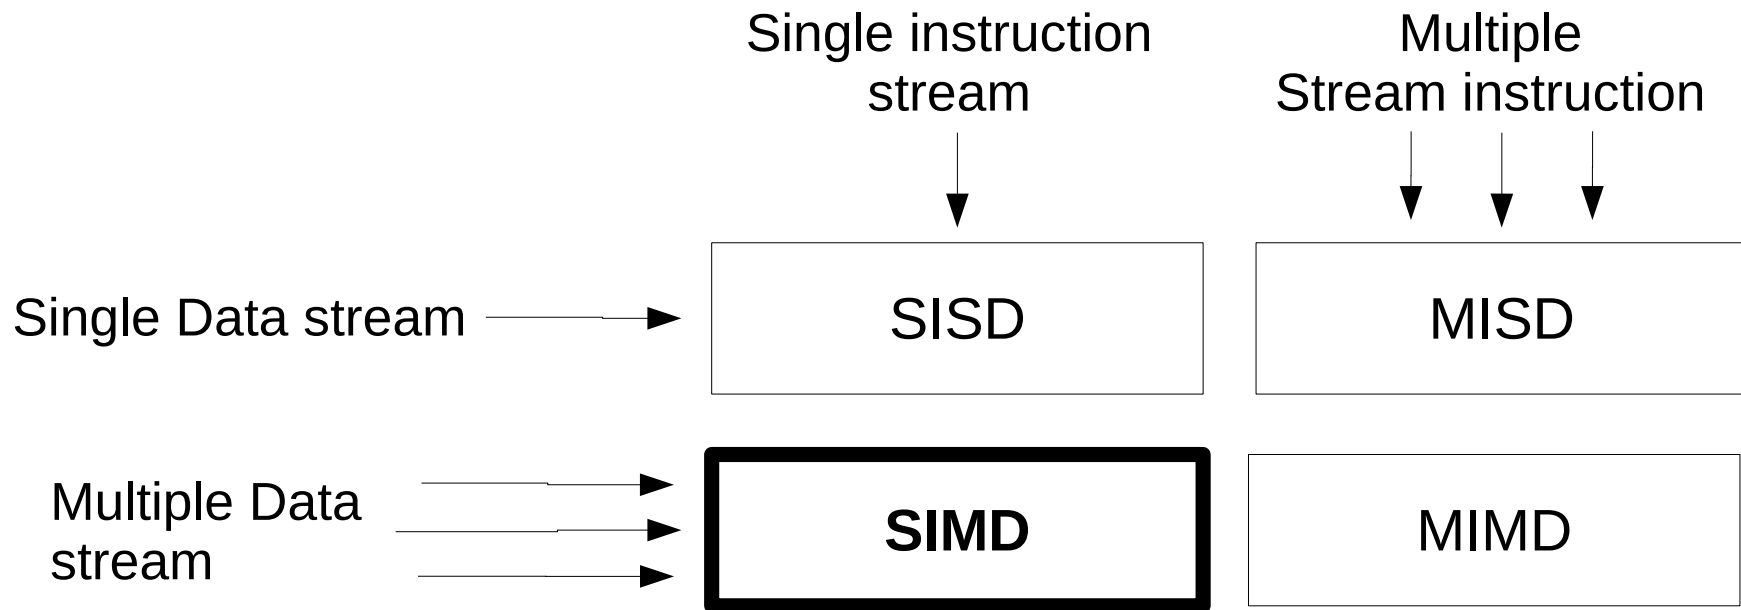 Single instruction
stream
Multiple
Stream instruction
Single Data stream
SISD
MISD
Multiple Data
stream
SIMD
MIMD